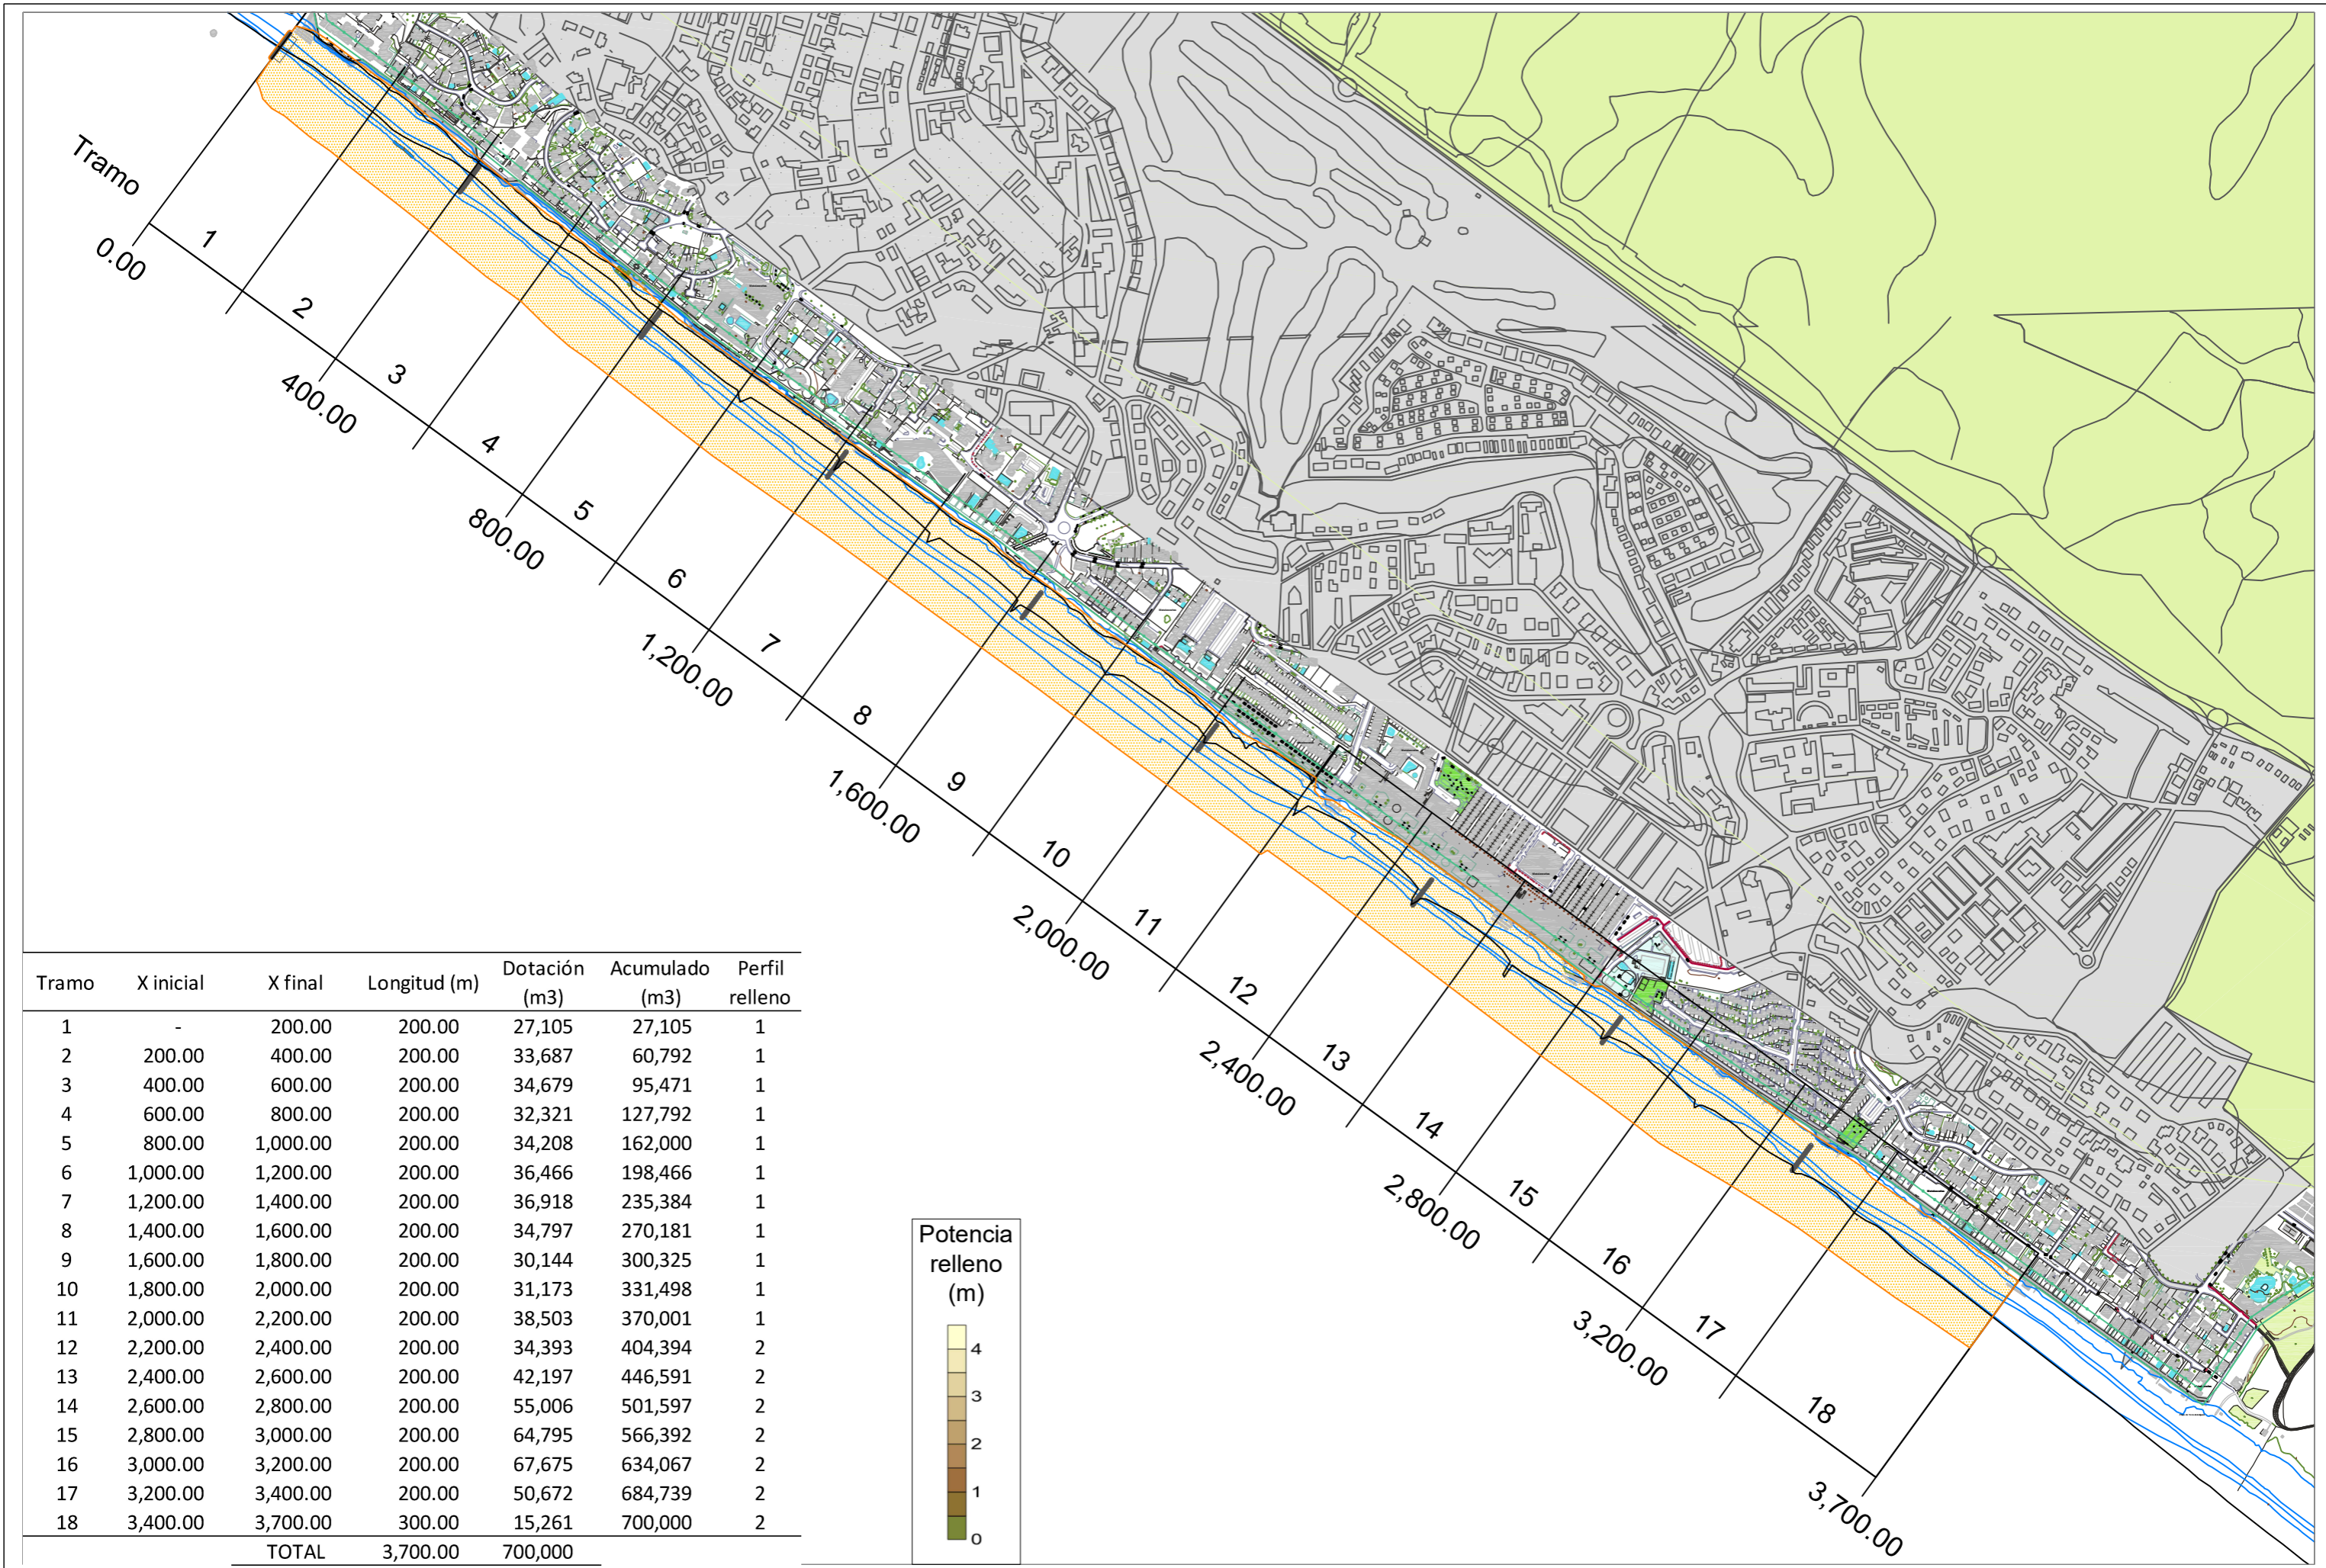 Tramo
0.00
1
2
400.00
3
4
800.00
5
6
1,200.00
7
8
1,600.00
9
10
2,000.00
11
12
2,400.00
13
14
2,800.00
15
16
3,200.00
17
18
3,700.00
Tramo X inicial X final Longitud (m) Dotación (m3) Acumulado (m3) Perfil relleno
1 - 200.00 200.00 27,105 27,105 1
2 200.00 400.00 200.00 33,687 60,792 1
3 400.00 600.00 200.00 34,679 95,471 1
4 600.00 800.00 200.00 32,321 127,792 1
5 800.00 1,000.00 200.00 34,208 162,000 1
6 1,000.00 1,200.00 200.00 36,466 198,466 1
7 1,200.00 1,400.00 200.00 36,918 235,384 1
8 1,400.00 1,600.00 200.00 34,797 270,181 1
9 1,600.00 1,800.00 200.00 30,144 300,325 1
10 1,800.00 2,000.00 200.00 31,173 331,498 1
11 2,000.00 2,200.00 200.00 38,503 370,001 1
12 2,200.00 2,400.00 200.00 34,393 404,394 2
13 2,400.00 2,600.00 200.00 42,197 446,591 2
14 2,600.00 2,800.00 200.00 55,006 501,597 2
15 2,800.00 3,000.00 200.00 64,795 566,392 2
16 3,000.00 3,200.00 200.00 67,675 634,067 2
17 3,200.00 3,400.00 200.00 50,672 684,739 2
18 3,400.00 3,700.00 300.00 15,261 700,000 2
TOTAL 3,700.00 700,000
Potencia
relleno
(m)
4
3
2
1
0